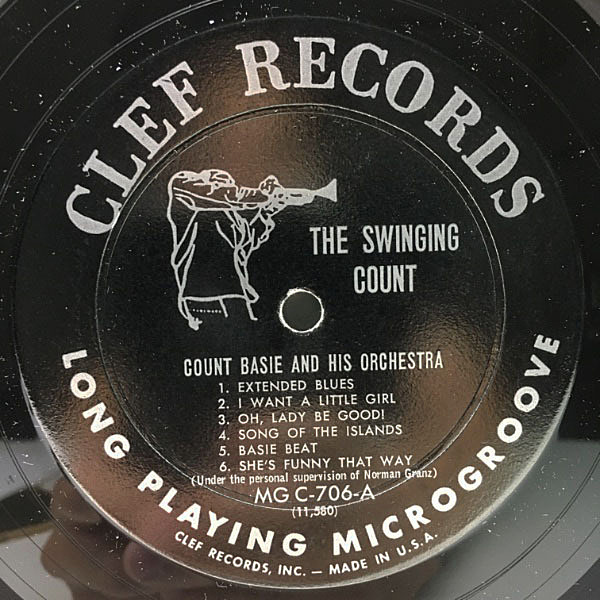 CLEF RECORDS
THE SWINGING
COUNT
COUNT BASIE AND HIS ORCHESTRA
1. EXTENDED BLUES
2. I WANT A LITTLE GIRL
3. OH, LADY BE GOOD!
4. SONG OF THE ISLANDS
5. BASIE BEAT
6. SHE'S FUNNY THAT WAY
(Under the personal supervision of Norman Granz)
MG C-706-A
(11,580)
LONG PLAYING MICROGROOVE
CLEF RECORDS, INC. — MADE IN U.S.A.